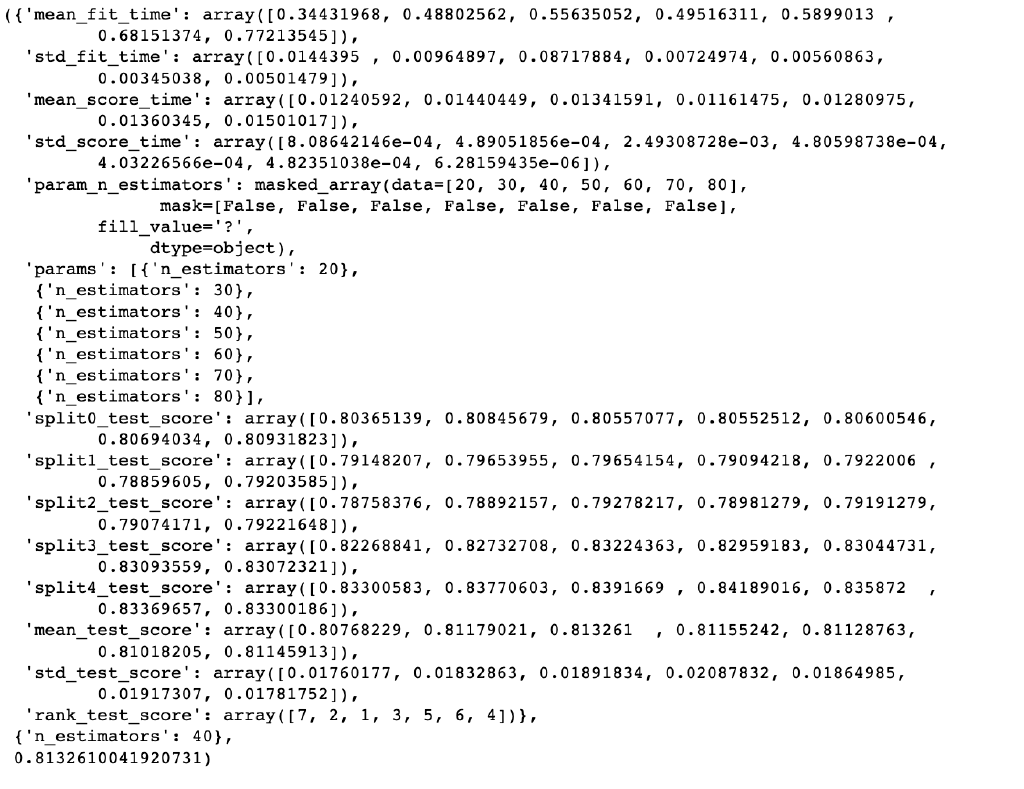 ({'mean_fit_time': array([0.34431968, 0.48802562, 0.55635052, 0.49516311, 0.5899013 ,
0.68151374, 0.77213545]),
'std_fit_time': array([0.0144395 , 0.00964897, 0.08717884, 0.00724974, 0.00560863,
0.00345038, 0.00501479]),
'mean_score_time': array([0.01240592, 0.01440449, 0.01341591, 0.01161475, 0.01280975,
0.01360345, 0.01501017]),
'std_score_time': array([8.08642146e-04, 4.89051856e-04, 2.49308728e-03, 4.80598738e-04,
4.03226566e-04, 4.82351038e-04, 6.28159435e-06]),
'param_n_estimators': masked_array(data=[20, 30, 40, 50, 60, 70, 80],
mask=[False, False, False, False, False, False, False],
fill_value='?',
dtype=object),
'params': [{'n_estimators': 20},
{'n_estimators': 30},
{'n_estimators': 40},
{'n_estimators': 50},
{'n_estimators': 60},
{'n_estimators': 70},
{'n_estimators': 80}],
'split0_test_score': array([0.80365139, 0.80845679, 0.80557077, 0.80552512, 0.80600546,
0.80694034, 0.80931823]),
'split1_test_score': array([0.79148207, 0.79653955, 0.79654154, 0.79094218, 0.7922006 ,
0.78859605, 0.79203585]),
'split2_test_score': array([0.78758376, 0.78892157, 0.79278217, 0.78981279, 0.79191279,
0.79074171, 0.79221648]),
'split3_test_score': array([0.82268841, 0.82732708, 0.83224363, 0.82959183, 0.83044731,
0.83093559, 0.83072321]),
'split4_test_score': array([0.83300583, 0.83770603, 0.8391669 , 0.84189016, 0.835872  ,
0.83369657, 0.83300186]),
'mean_test_score': array([0.80768229, 0.81179021, 0.813261  , 0.81155242, 0.81128763,
0.81018205, 0.81145913]),
'std_test_score': array([0.01760177, 0.01832863, 0.01891834, 0.02087832, 0.01864985,
0.01917307, 0.01781752]),
'rank_test_score': array([7, 2, 1, 3, 5, 6, 4])},
{'n_estimators': 40},
0.8132610041920731)